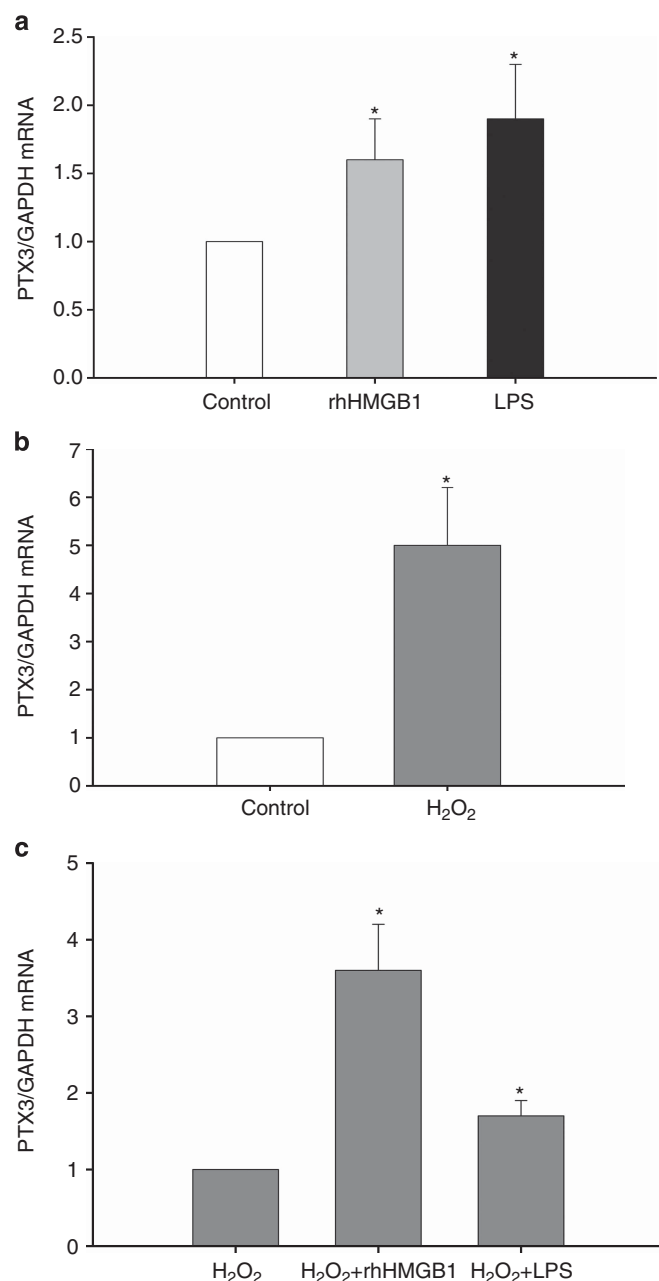 a
PTX3/GAPDH mRNA
2.5
2.0
1.5
1.0
0.5
0.0
*
*
Control rhHMGB1 LPS
b
PTX3/GAPDH mRNA
7
6
5
4
3
2
1
0
*
Control H₂O₂
c
PTX3/GAPDH mRNA
5
4
3
2
1
0
*
*
H₂O₂ H₂O₂+rhHMGB1 H₂O₂+LPS